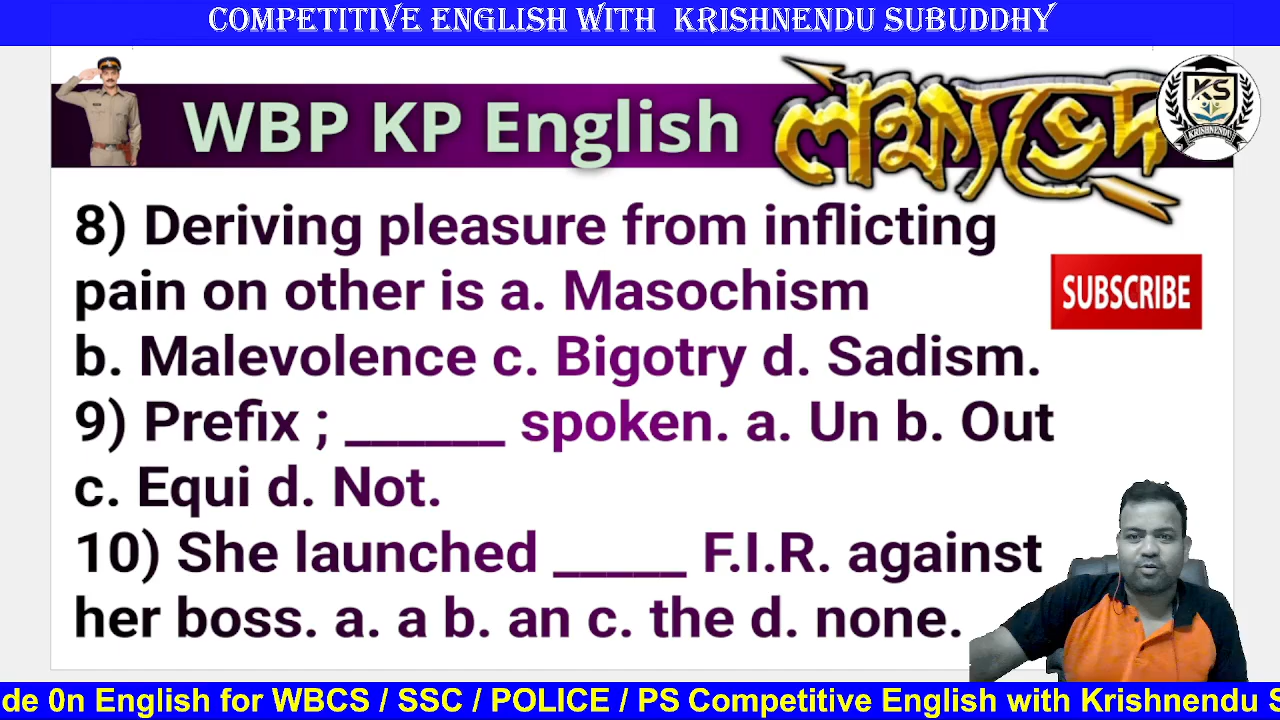 COMPETITIVE ENGLISH WITH KRISHNENDU SUBUDDHY
WBP KP English
লক্ষ্যভেদ
KS
KRISHNENDU
8) Deriving pleasure from inflicting
pain on other is a. Masochism
SUBSCRIBE
b. Malevolence c. Bigotry d. Sadism.
9) Prefix ; ______ spoken. a. Un b. Out
c. Equi d. Not.
10) She launched _____ F.I.R. against
her boss. a. a b. an c. the d. none.
de 0n English for WBCS / SSC / POLICE / PS Competitive English with Krishnendu S